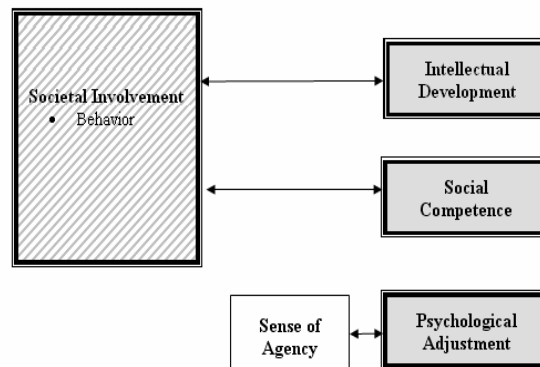 Societal Involvement
• Behavior
Intellectual
Development
Social
Competence
Sense of
Agency
Psychological
Adjustment